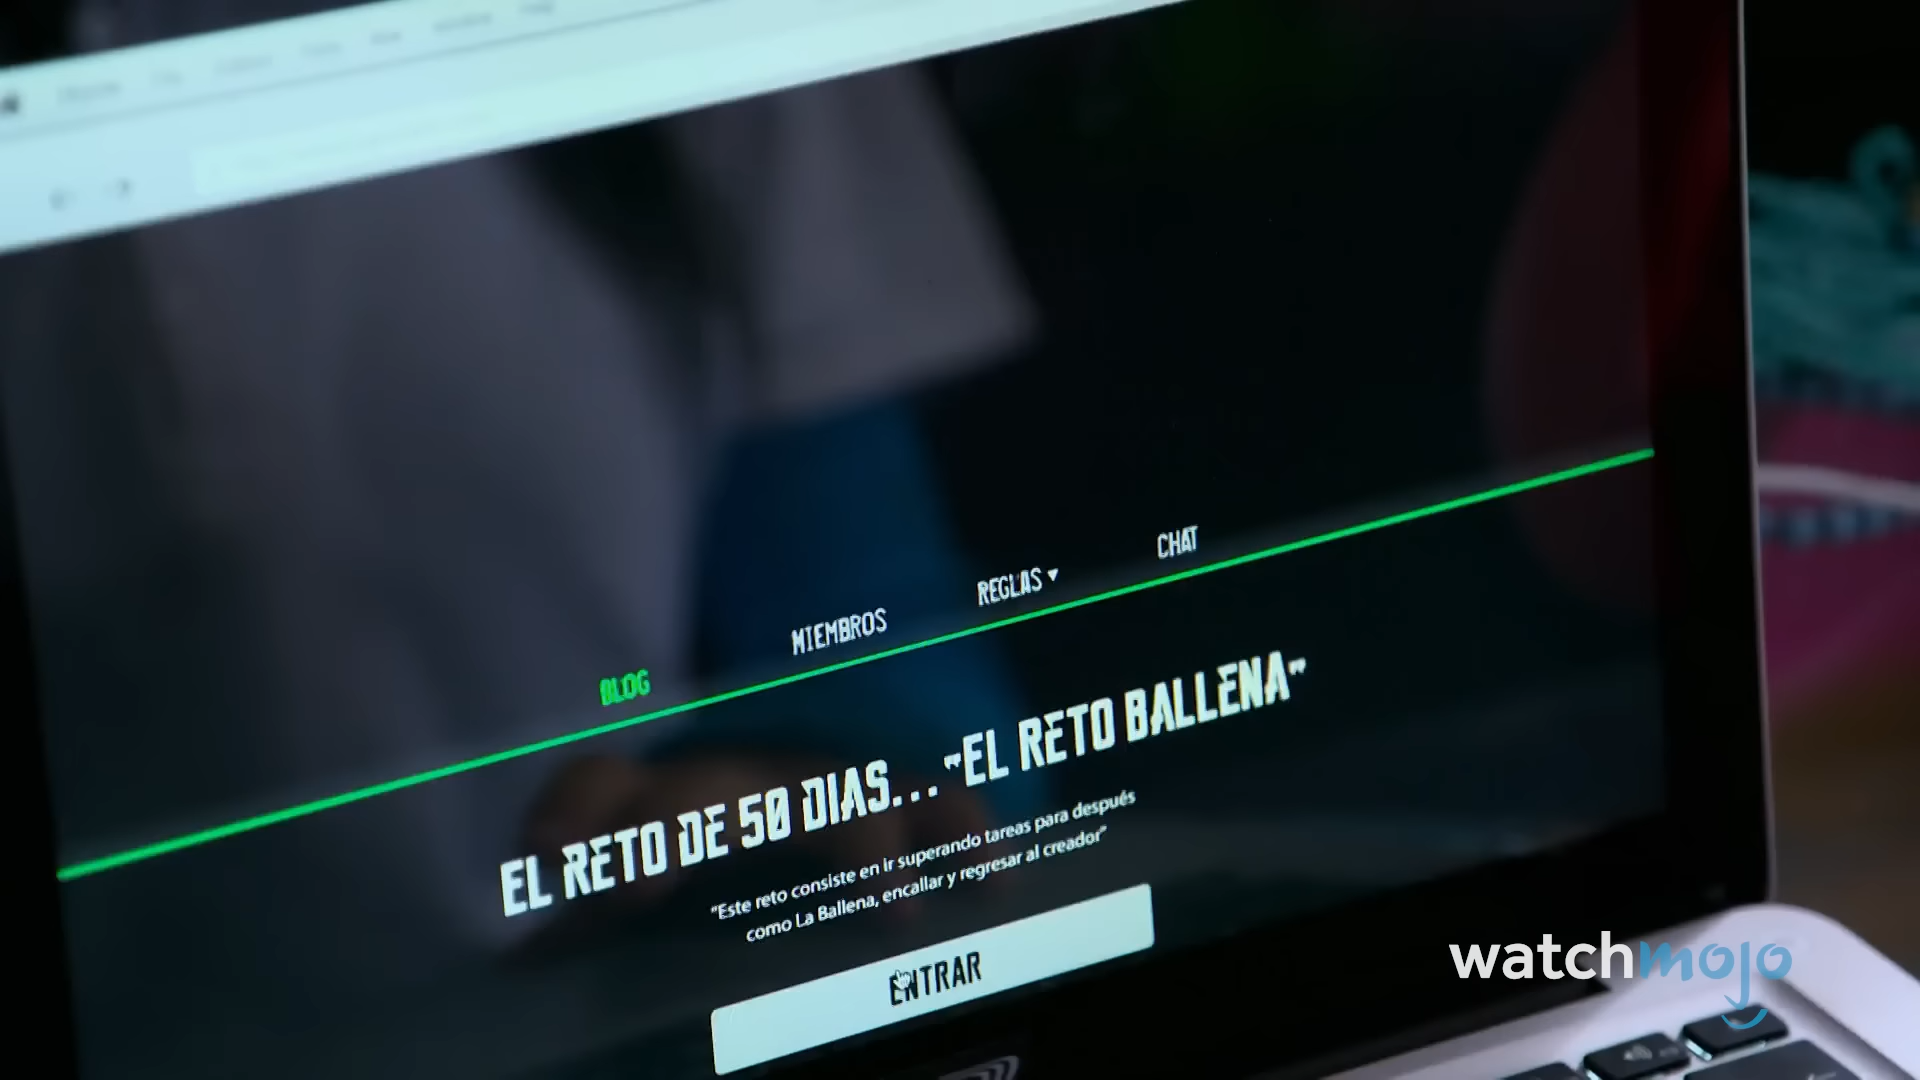 BLOG
MIEMBROS
REGLAS
CHAT
EL RETO DE 50 DIAS... "EL RETO BALLENA"
"Este reto consiste en ir superando tareas para después
como La Ballena, encallar y regresar al creador"
ENTRAR
watchmojo